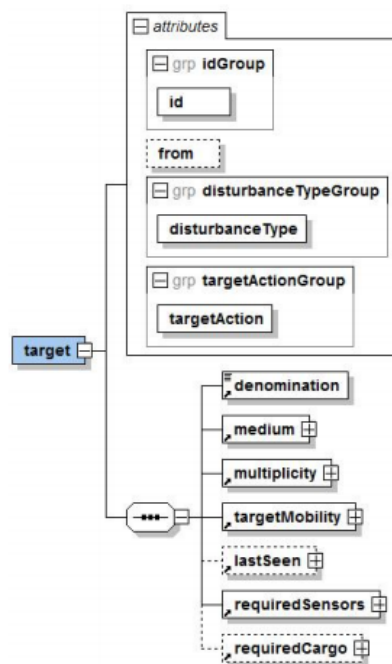 attributes
grp idGroup
id
from
grp disturbanceTypeGroup
disturbanceType
grp targetActionGroup
targetAction
target
denomination
medium
multiplicity
targetMobility
lastSeen
requiredSensors
requiredCargo